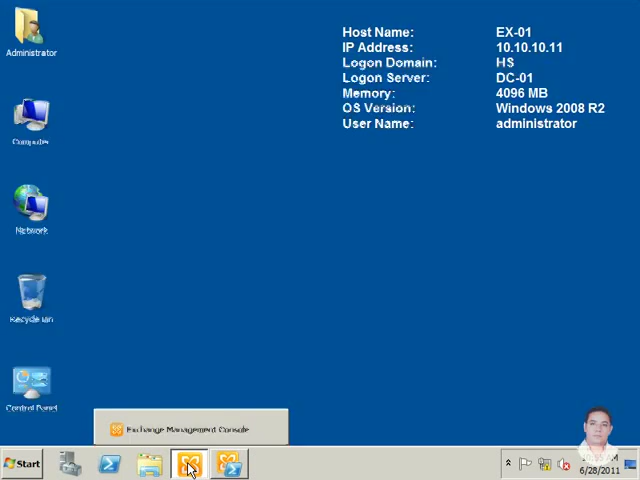 Host Name: EX-01
IP Address: 10.10.10.11
Logon Domain: HS
Logon Server: DC-01
Memory: 4096 MB
OS Version: Windows 2008 R2
User Name: administrator
Administrator
Computer
Network
Recycle Bin
Control Panel
Exchange Management Console
Start
AM
6/28/2011